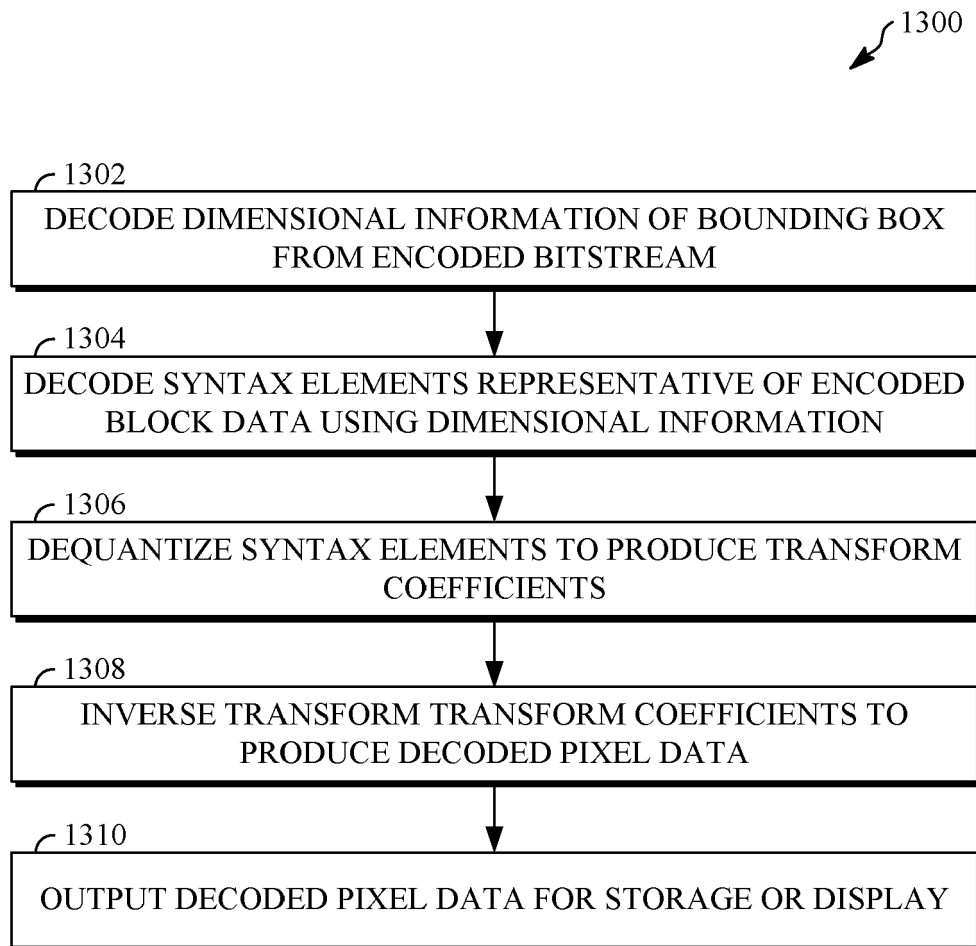 1300
1302
DECODE DIMENSIONAL INFORMATION OF BOUNDING BOX
FROM ENCODED BITSTREAM
1304
DECODE SYNTAX ELEMENTS REPRESENTATIVE OF ENCODED
BLOCK DATA USING DIMENSIONAL INFORMATION
1306
DEQUANTIZE SYNTAX ELEMENTS TO PRODUCE TRANSFORM
COEFFICIENTS
1308
INVERSE TRANSFORM TRANSFORM COEFFICIENTS TO
PRODUCE DECODED PIXEL DATA
1310
OUTPUT DECODED PIXEL DATA FOR STORAGE OR DISPLAY